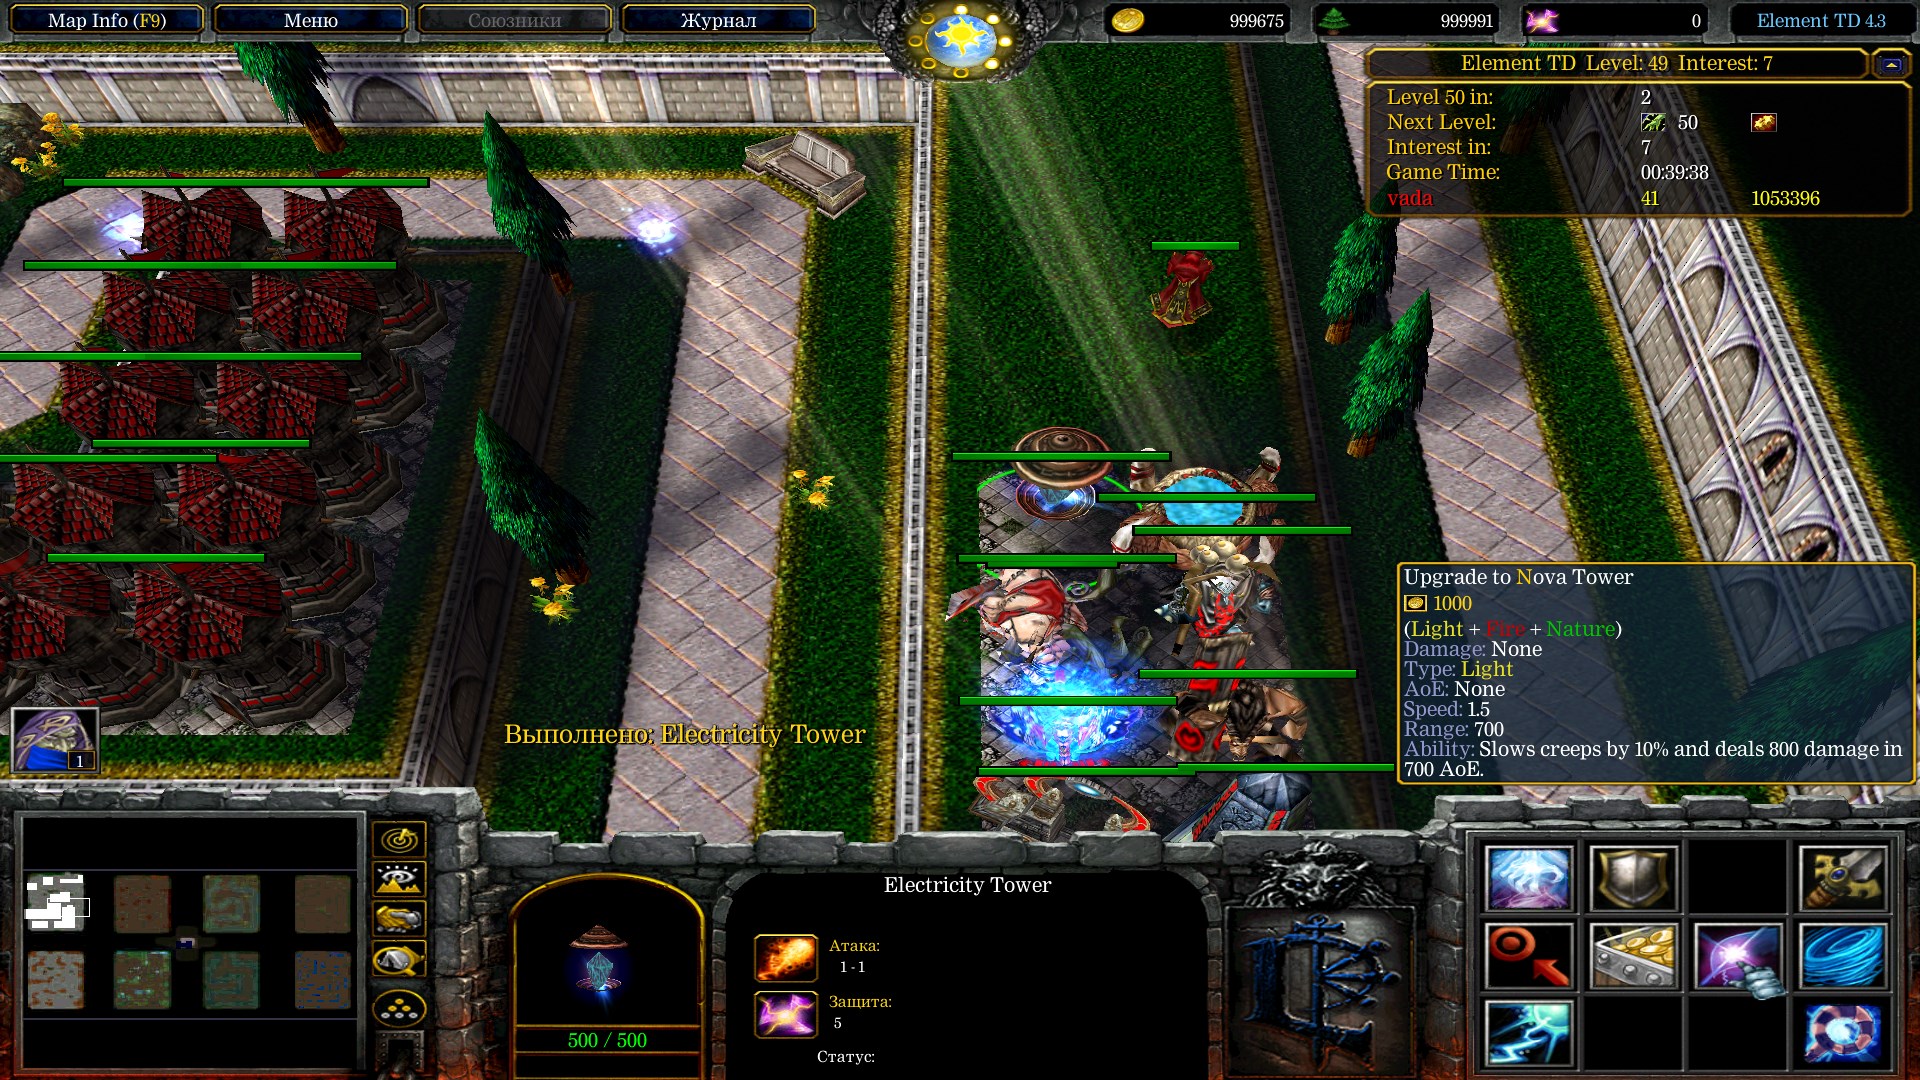 Map Info (F9)
Меню
Союзники
Журнал
999675
999991
0
Element TD 4.3
Element TD Level: 49 Interest: 7
Level 50 in: 2
Next Level: 50
Interest in: 7
Game Time: 00:39:38
vada 41 1053396
Upgrade to Nova Tower
1000
(Light + Fire + Nature)
Damage: None
Type: Light
AoE: None
Speed: 1.5
Range: 700
Ability: Slows creeps by 10% and deals 800 damage in
700 AoE.
Выполнено: Electricity Tower
1
Electricity Tower
Атака:
1 - 1
Защита:
5
Статус:
500 / 500